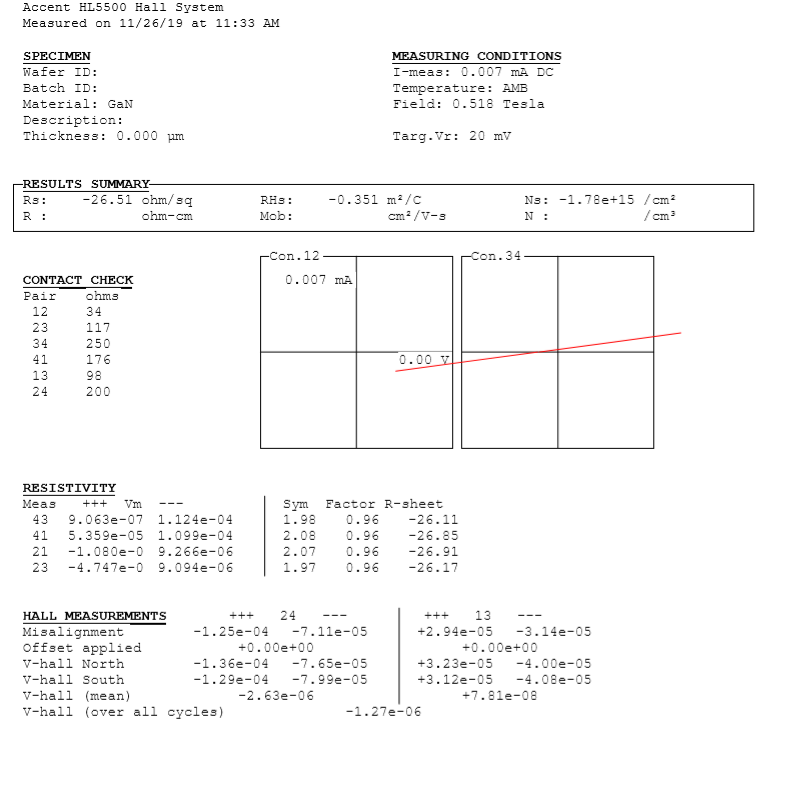 Accent HL5500 Hall System
Measured on 11/26/19 at 11:33 AM
SPECIMEN
Wafer ID:
Batch ID:
Material: GaN
Description:
Thickness: 0.000 µm
MEASURING CONDITIONS
I-meas: 0.007 mA DC
Temperature: AMB
Field: 0.518 Tesla
Targ.Vr: 20 mV
RESULTS SUMMARY
Rs: -26.51 ohm/sq RHs: -0.351 m²/C Ns: -1.78e+15 /cm²
R : ohm-cm Mob: cm²/V-s N : /cm³
CONTACT CHECK
Pair ohms
12 34
23 117
34 250
41 176
13 98
24 200
Con.12
0.007 mA
0.00 V
Con.34
RESISTIVITY
Meas +++ Vm --- Sym Factor R-sheet
43 9.063e-07 1.124e-04 1.98 0.96 -26.11
41 5.359e-05 1.099e-04 2.08 0.96 -26.85
21 -1.080e-0 9.266e-06 2.07 0.96 -26.91
23 -4.747e-0 9.094e-06 1.97 0.96 -26.17
HALL MEASUREMENTS +++ 24 --- +++ 13 ---
Misalignment -1.25e-04 -7.11e-05 +2.94e-05 -3.14e-05
Offset applied +0.00e+00 +0.00e+00
V-hall North -1.36e-04 -7.65e-05 +3.23e-05 -4.00e-05
V-hall South -1.29e-04 -7.99e-05 +3.12e-05 -4.08e-05
V-hall (mean) -2.63e-06 +7.81e-08
V-hall (over all cycles) -1.27e-06